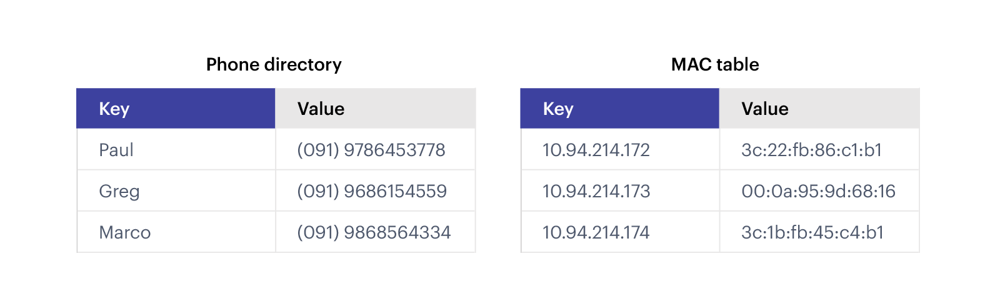 Phone directory
Key Value
Paul (091) 9786453778
Greg (091) 9686154559
Marco (091) 9868564334
MAC table
Key Value
10.94.214.172 3c:22:fb:86:c1:b1
10.94.214.173 00:0a:95:9d:68:16
10.94.214.174 3c:1b:fb:45:c4:b1